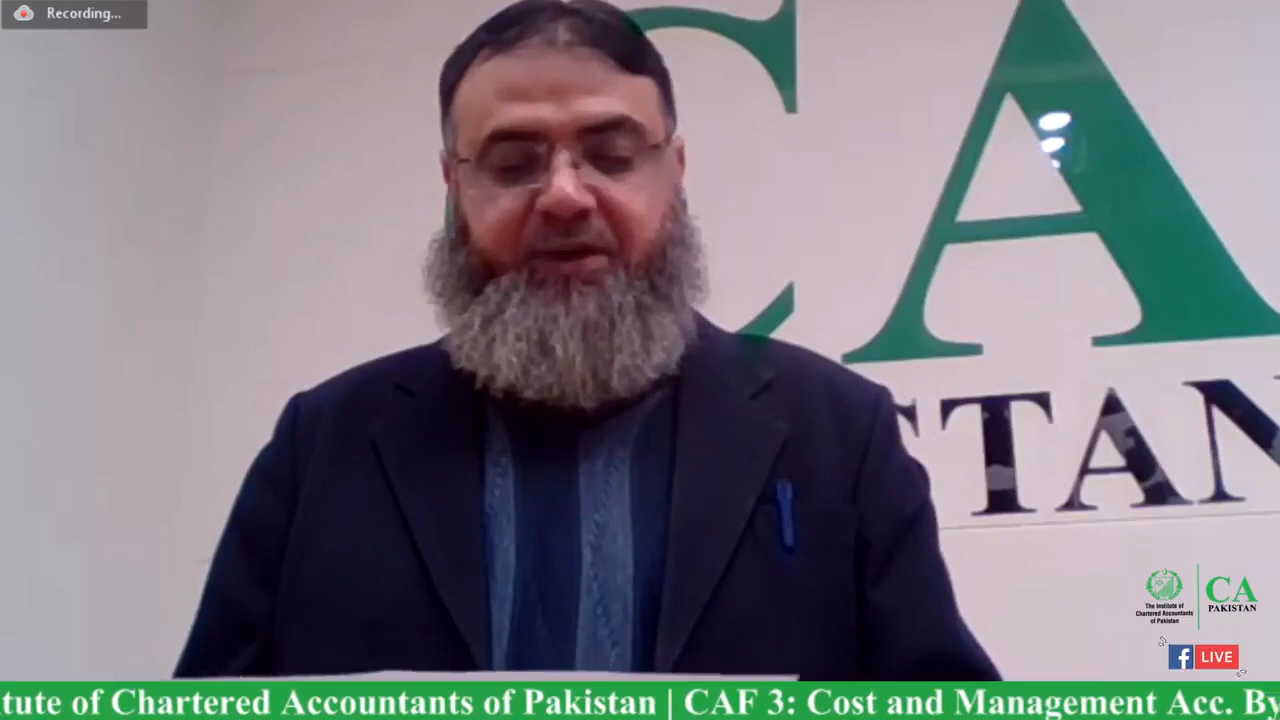 Recording...
CA
STAN
The Institute of
Chartered Accountants
of Pakistan
CA
PAKISTAN
LIVE
tute of Chartered Accountants of Pakistan | CAF 3: Cost and Management Acc. By